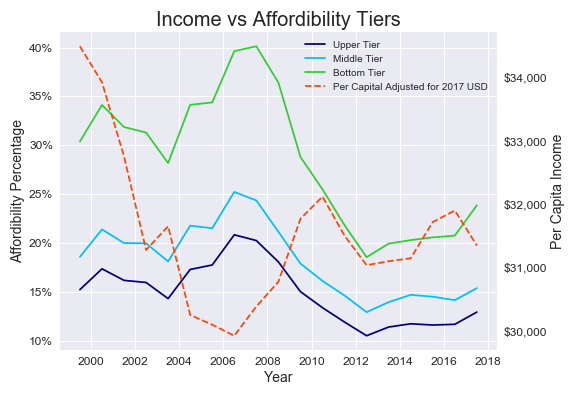 Income vs Affordibility Tiers
Upper Tier
Middle Tier
Bottom Tier
Per Capital Adjusted for 2017 USD
40%
35%
30%
25%
20%
15%
10%
Affordibility Percentage
$34,000
$33,000
$32,000
$31,000
$30,000
Per Capita Income
2000 2002 2004 2006 2008 2010 2012 2014 2016 2018
Year